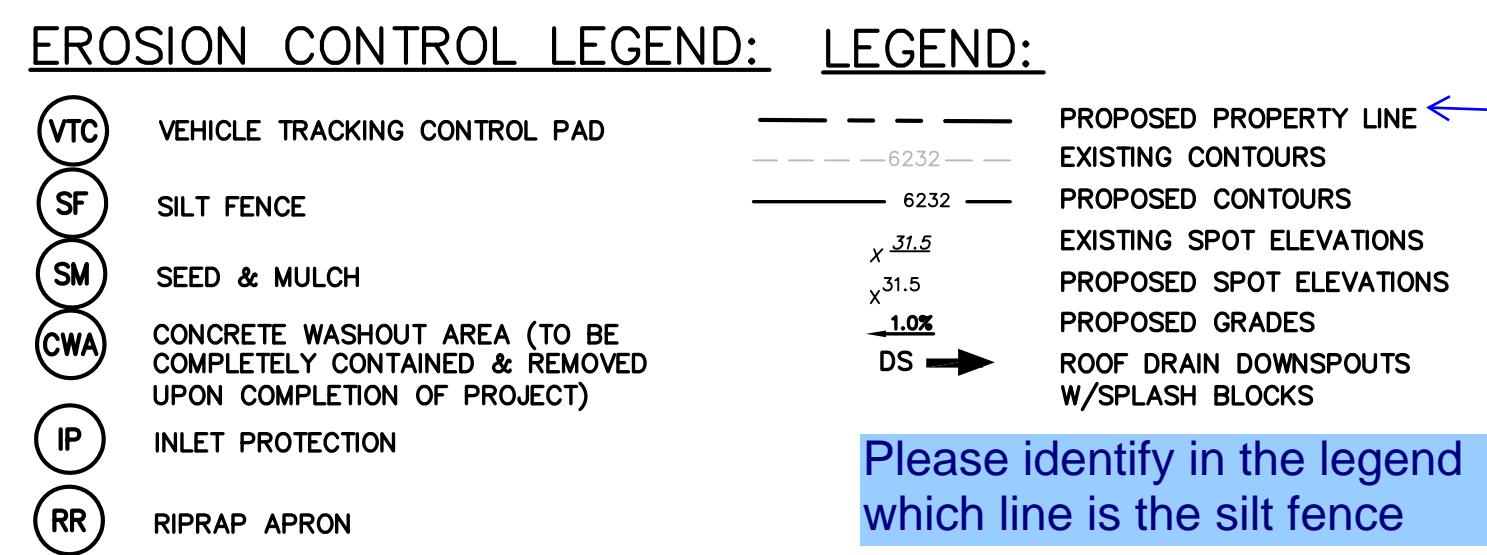 EROSION CONTROL LEGEND:
VTC VEHICLE TRACKING CONTROL PAD
SF SILT FENCE
SM SEED & MULCH
CWA CONCRETE WASHOUT AREA (TO BE
COMPLETELY CONTAINED & REMOVED
UPON COMPLETION OF PROJECT)
IP INLET PROTECTION
RR RIPRAP APRON
LEGEND:
PROPOSED PROPERTY LINE
6232 EXISTING CONTOURS
6232 PROPOSED CONTOURS
X 31.5 EXISTING SPOT ELEVATIONS
X 31.5 PROPOSED SPOT ELEVATIONS
1.0% PROPOSED GRADES
DS ROOF DRAIN DOWNSPOUTS
W/SPLASH BLOCKS
Please identify in the legend
which line is the silt fence